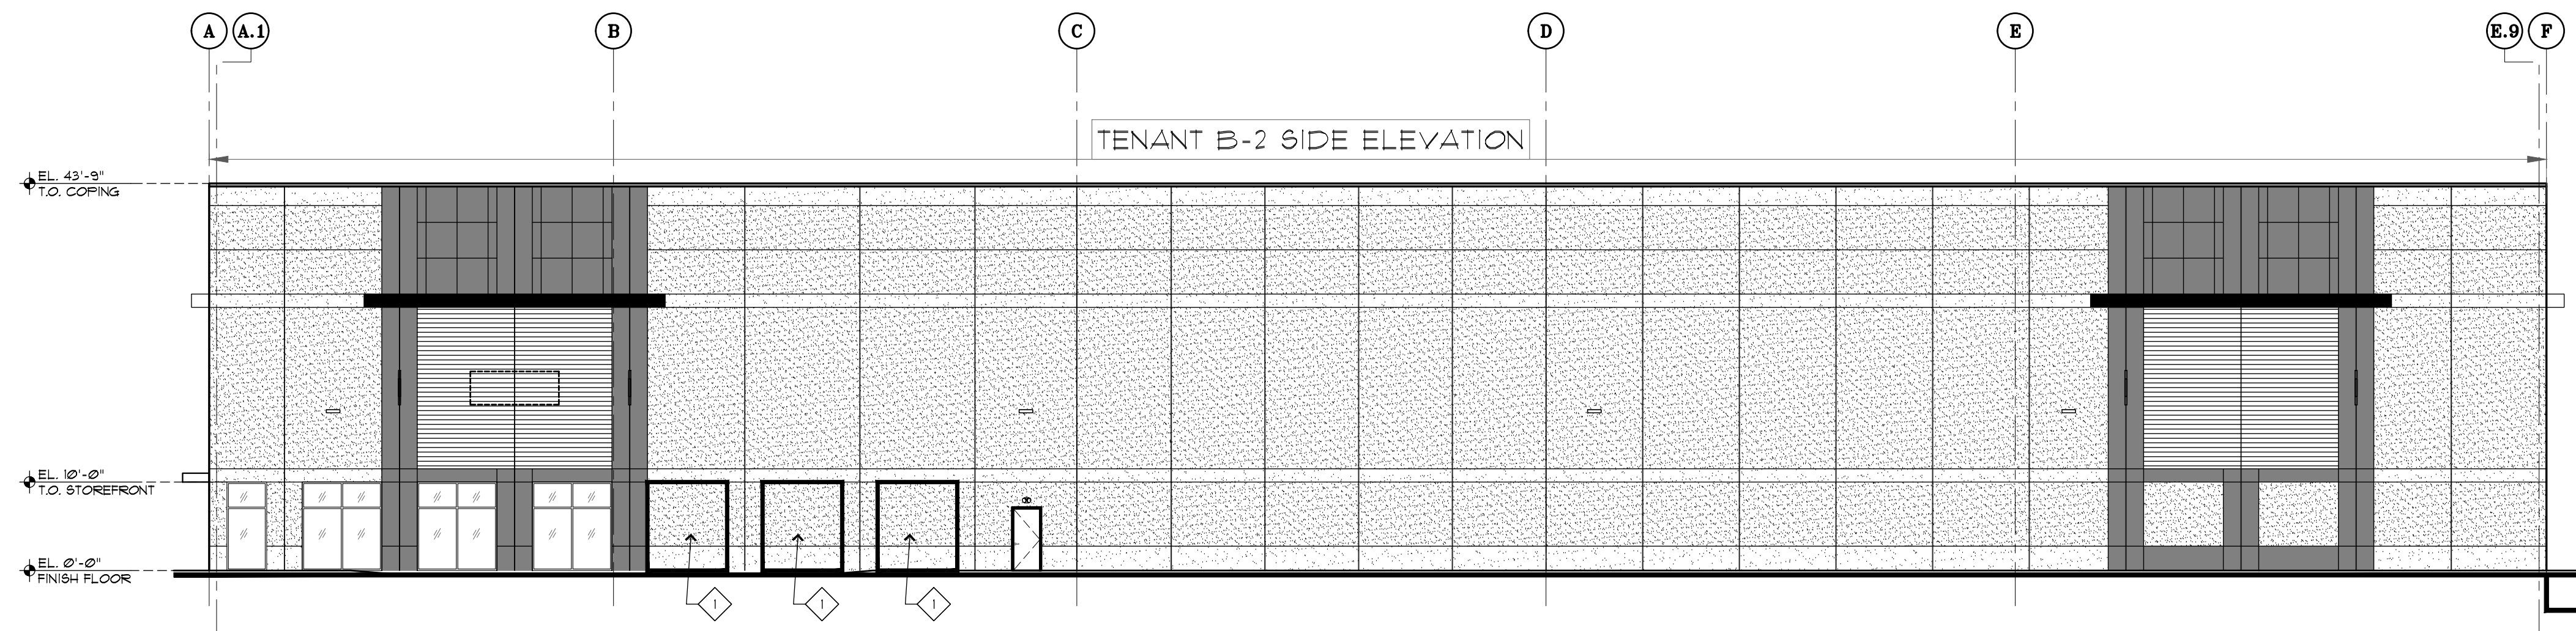 A A.1 B C D E E.9 F
TENANT B-2 SIDE ELEVATION
EL. 43'-9"
T.O. COPING
EL. 10'-0"
T.O. STOREFRONT
EL. 0'-0"
FINISH FLOOR
1 1 1